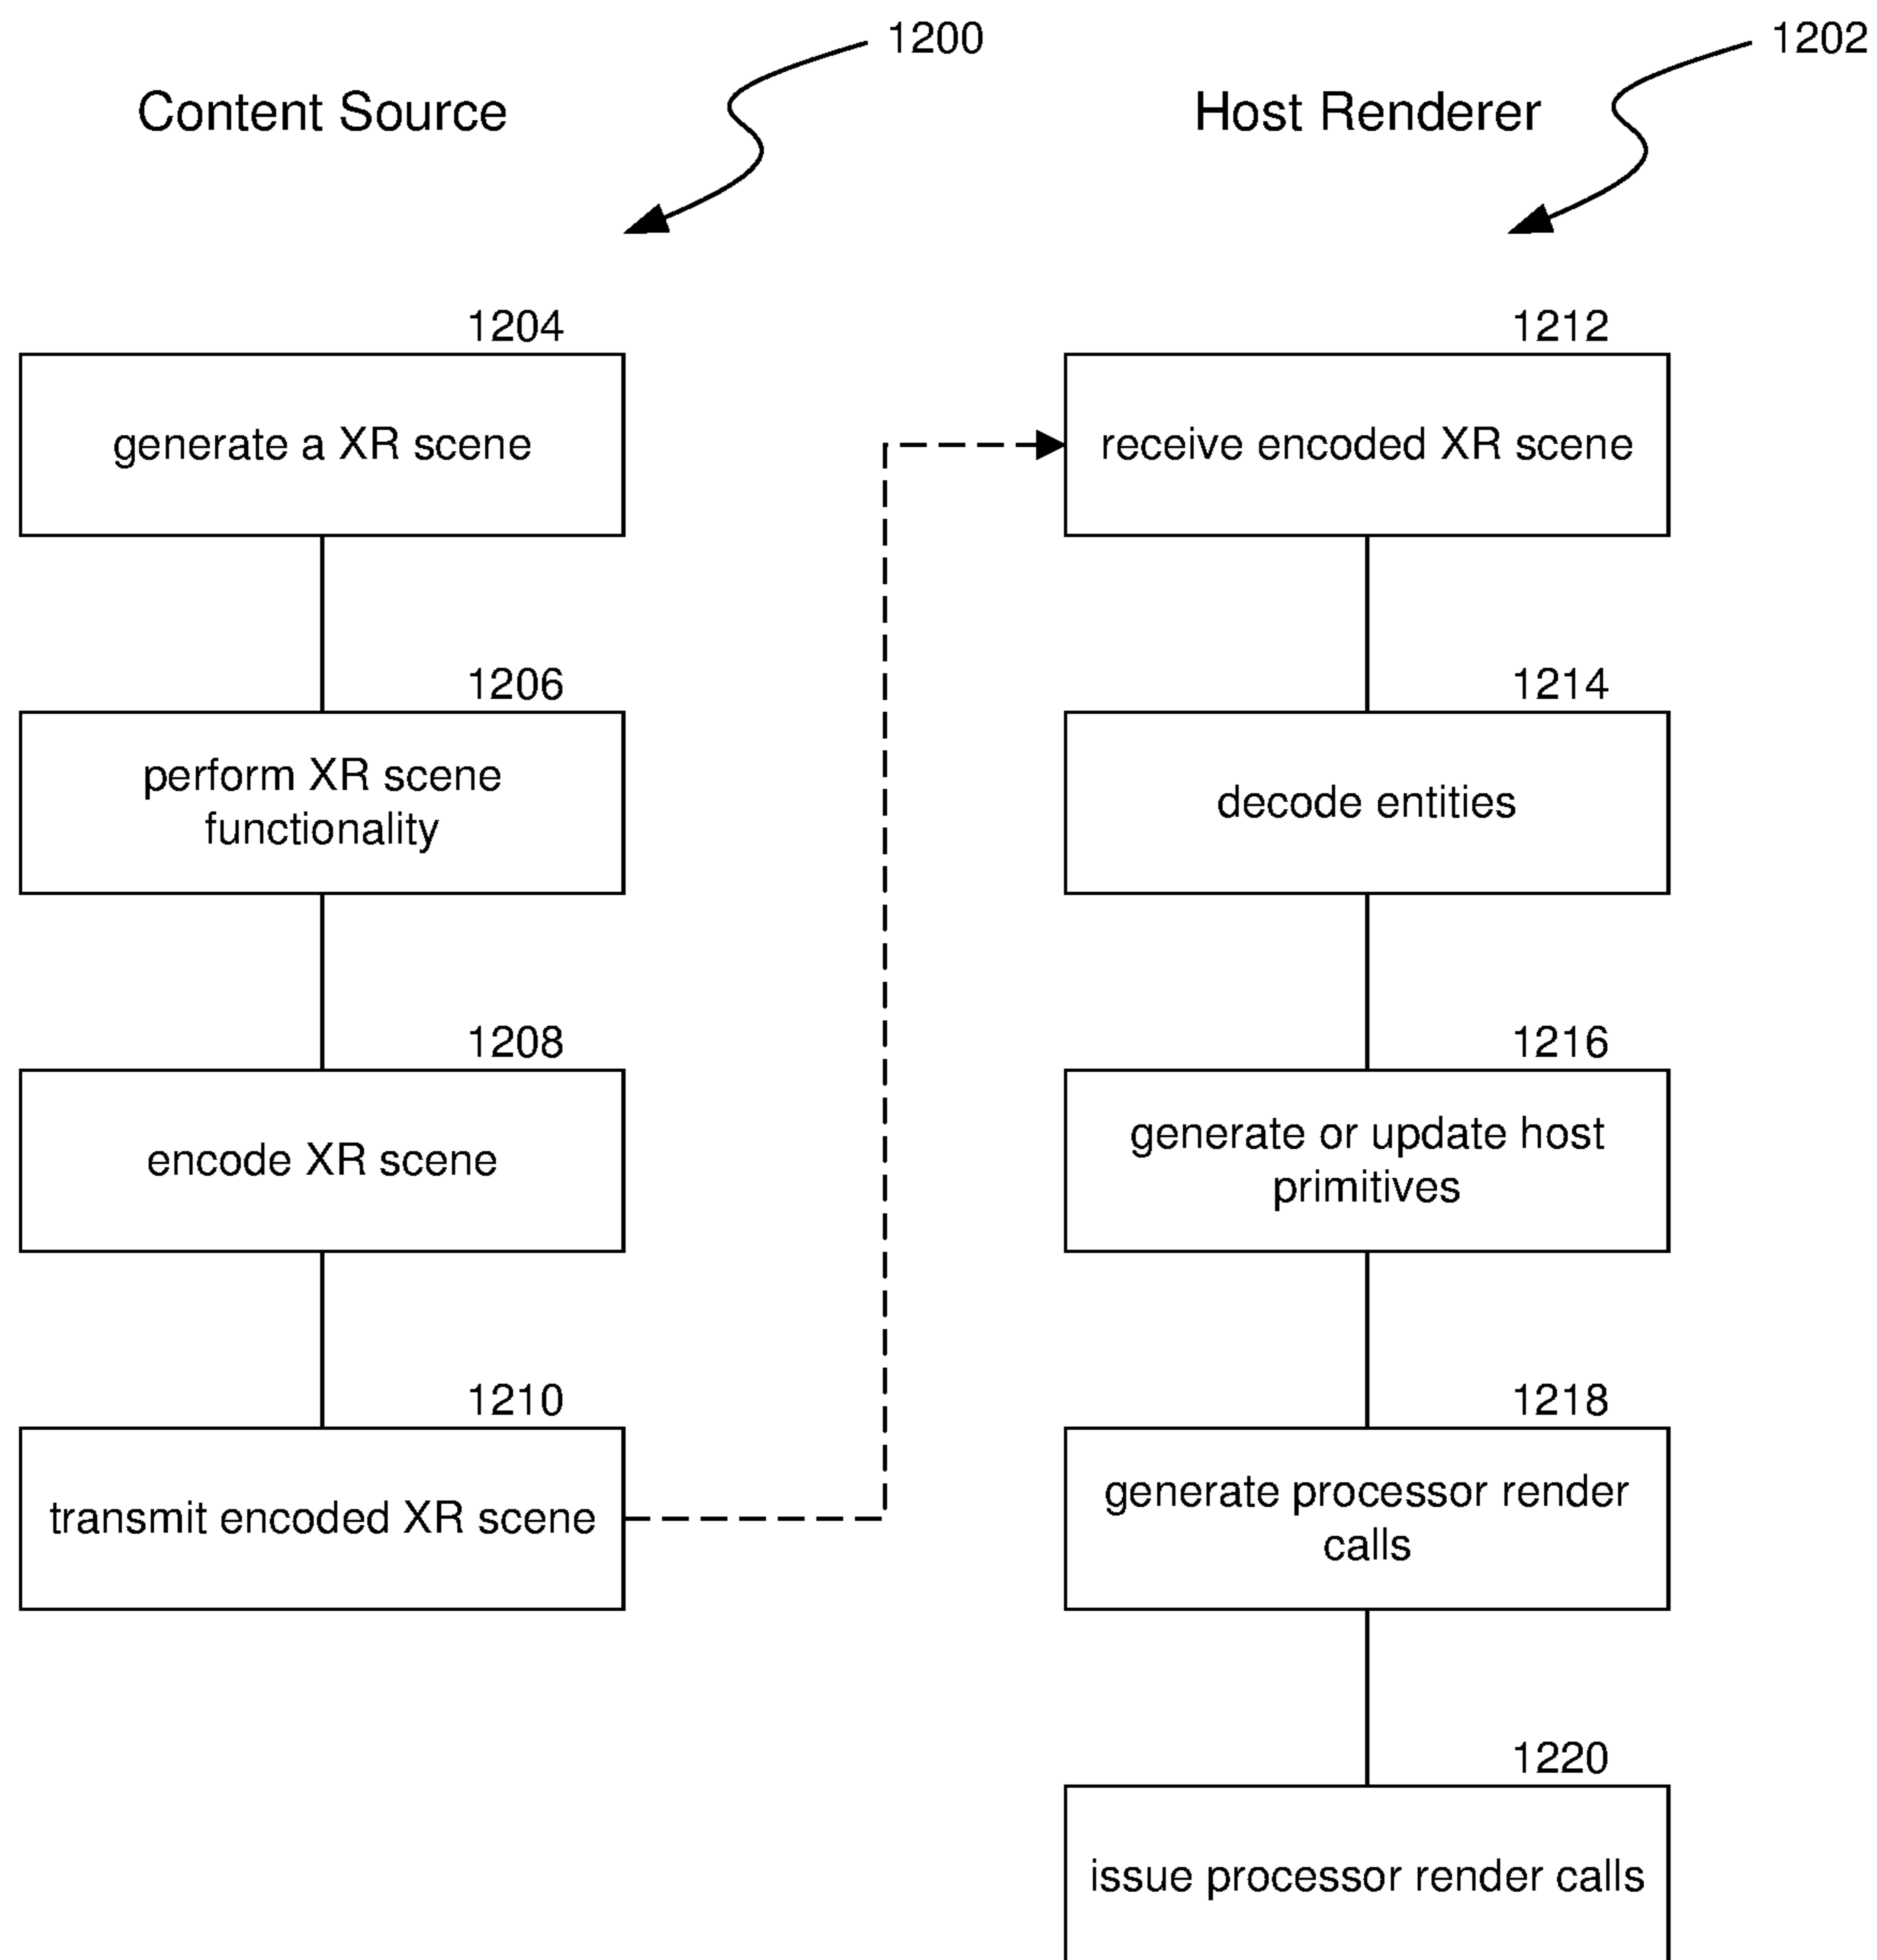 1200
Content Source
1204
generate a XR scene
1206
perform XR scene
functionality
1208
encode XR scene
1210
transmit encoded XR scene
1202
Host Renderer
1212
receive encoded XR scene
1214
decode entities
1216
generate or update host
primitives
1218
generate processor render
calls
1220
issue processor render calls